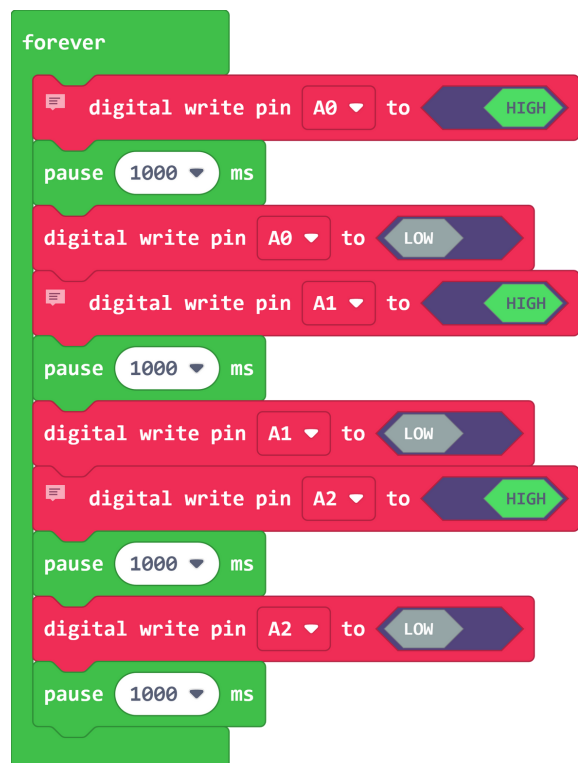 forever
digital write pin A0 to HIGH
pause 1000 ms
digital write pin A0 to LOW
digital write pin A1 to HIGH
pause 1000 ms
digital write pin A1 to LOW
digital write pin A2 to HIGH
pause 1000 ms
digital write pin A2 to LOW
pause 1000 ms